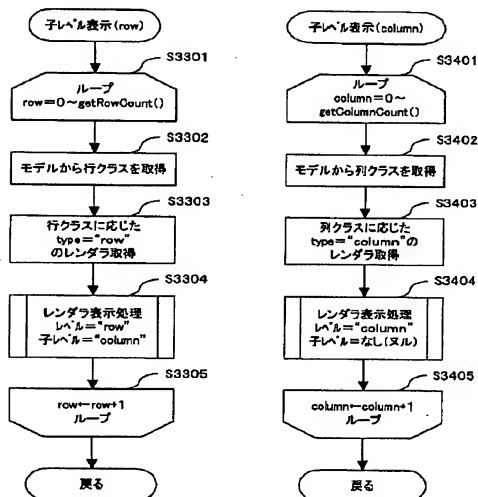 子レベル表示(row)
S3301
ループ
row=0～getRowCount()
S3302
モデルから行クラスを取得
S3303
行クラスに応じた
type="row"
のレンダラ取得
S3304
レンダラ表示処理
レベル="row"
子レベル="column"
S3305
row←row+1
ループ
戻る
子レベル表示(column)
S3401
ループ
column=0～
getColumnCount()
S3402
モデルから列クラスを取得
S3403
列クラスに応じた
type="column"の
レンダラ取得
S3404
レンダラ表示処理
レベル="column"
子レベル=なし(ヌル)
S3405
column←column+1
ループ
戻る